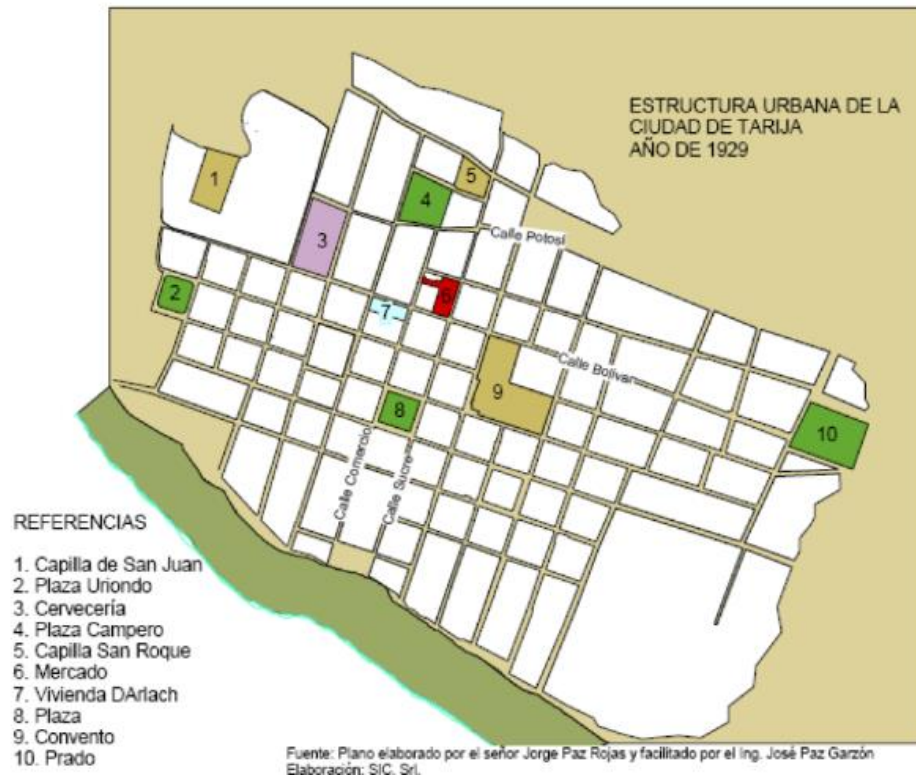 ESTRUCTURA URBANA DE LA
CIUDAD DE TARIJA
AÑO DE 1929
1
2
3
4
5
6
7
8
9
10
Calle Potosí
Calle Bolivar
Calle Comercio
Calle Sucre
REFERENCIAS
1. Capilla de San Juan
2. Plaza Uriondo
3. Cervecería
4. Plaza Campero
5. Capilla San Roque
6. Mercado
7. Vivienda DArlach
8. Plaza
9. Convento
10. Prado
Fuente: Plano elaborado por el señor Jorge Paz Rojas y facilitado por el Ing. José Paz Garzón
Elaboración: SIC. Srl.